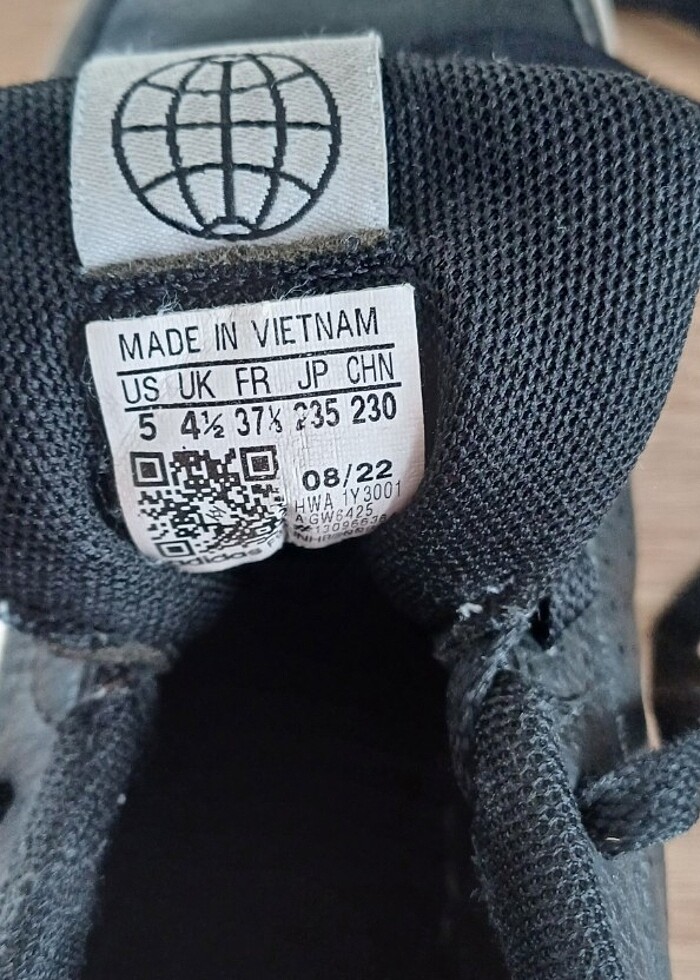 MADE IN VIETNAM
US UK FR JP CHN
5 4½ 37⅓ 235 230
08/22
HWA 1Y3001
GW6425
adidas